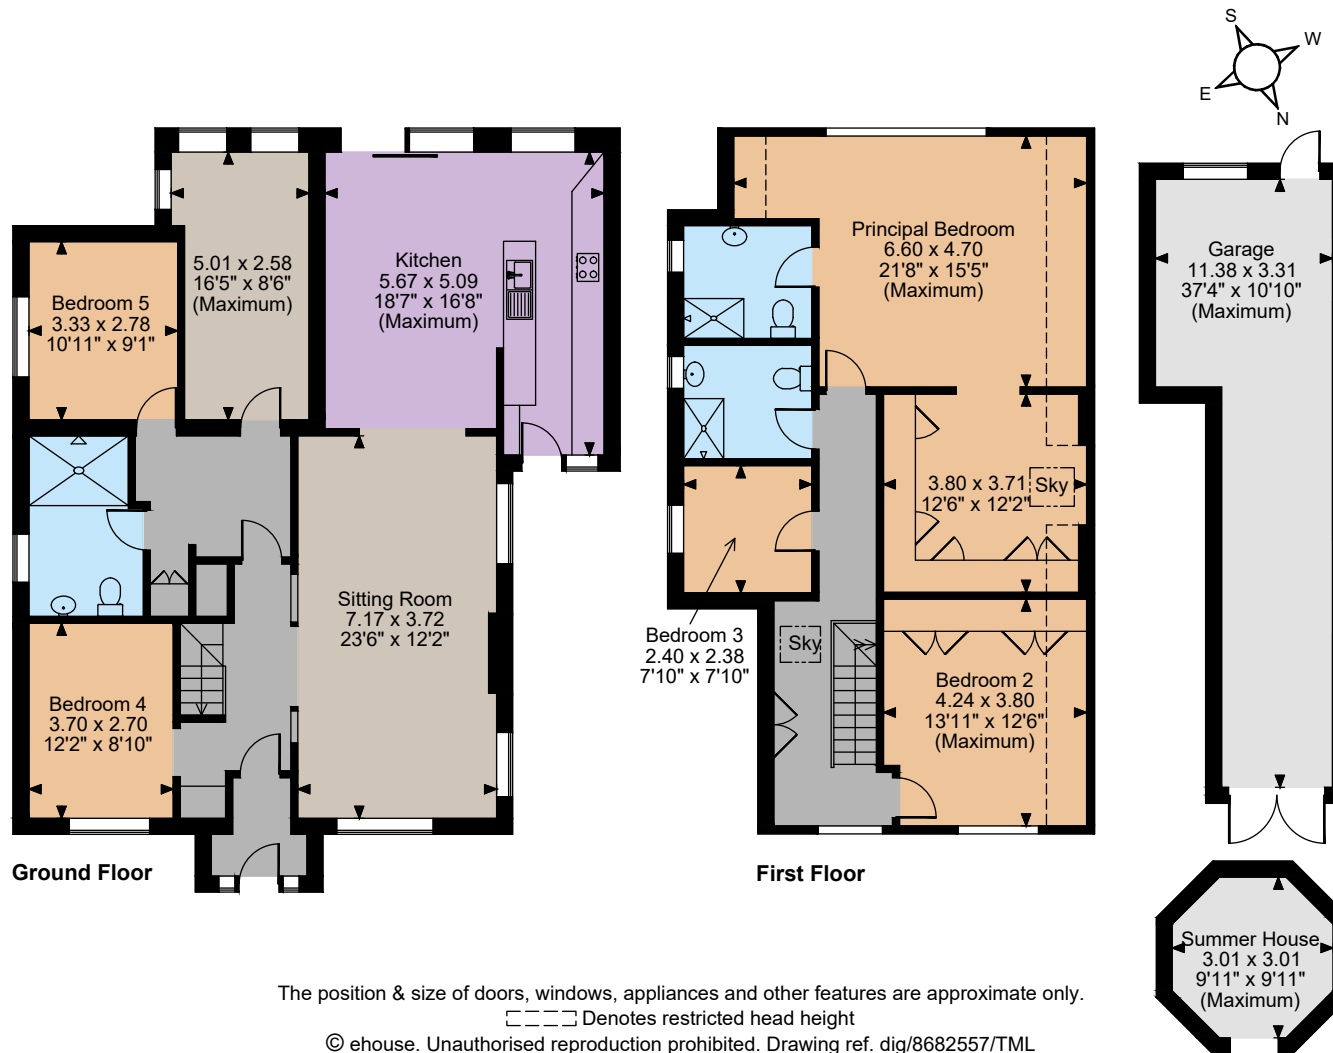 S
W
E
N
5.01 x 2.58
16'5" x 8'6"
(Maximum)
Kitchen
5.67 x 5.09
18'7" x 16'8"
(Maximum)
Bedroom 5
3.33 x 2.78
10'11" x 9'1"
Sitting Room
7.17 x 3.72
23'6" x 12'2"
Bedroom 4
3.70 x 2.70
12'2" x 8'10"
Ground Floor
Principal Bedroom
6.60 x 4.70
21'8" x 15'5"
(Maximum)
3.80 x 3.71
12'6" x 12'2"
Sky
Sky
Bedroom 3
2.40 x 2.38
7'10" x 7'10"
Bedroom 2
4.24 x 3.80
13'11" x 12'6"
(Maximum)
First Floor
Garage
11.38 x 3.31
37'4" x 10'10"
(Maximum)
Summer House
3.01 x 3.01
9'11" x 9'11"
(Maximum)
The position & size of doors, windows, appliances and other features are approximate only.
Denotes restricted head height
© ehouse. Unauthorised reproduction prohibited. Drawing ref. dig/8682557/TML